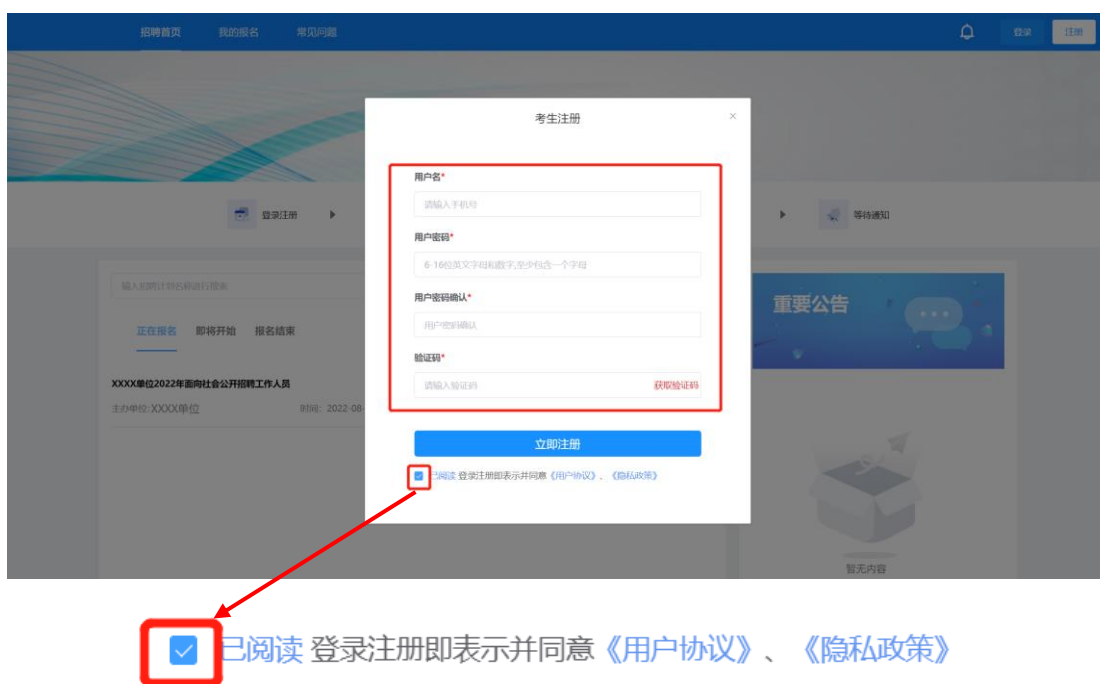 招聘首页 我的报名 常见问题 登录 注册
考生注册
用户名*
请输入手机号
登录注册 等待通知
用户密码*
6-16位英文字母和数字,至少包含一个字母
输入招聘计划名称进行搜索
用户密码确认*
用户密码确认
重要公告
正在报名 即将开始 报名结束
验证码*
请输入验证码 获取验证码
XXXX单位2022年面向社会公开招聘工作人员
主办单位:XXXX单位 时间: 2022-08-
立即注册
已阅读 登录注册即表示并同意《用户协议》、《隐私政策》
暂无内容
已阅读 登录注册即表示并同意《用户协议》、《隐私政策》